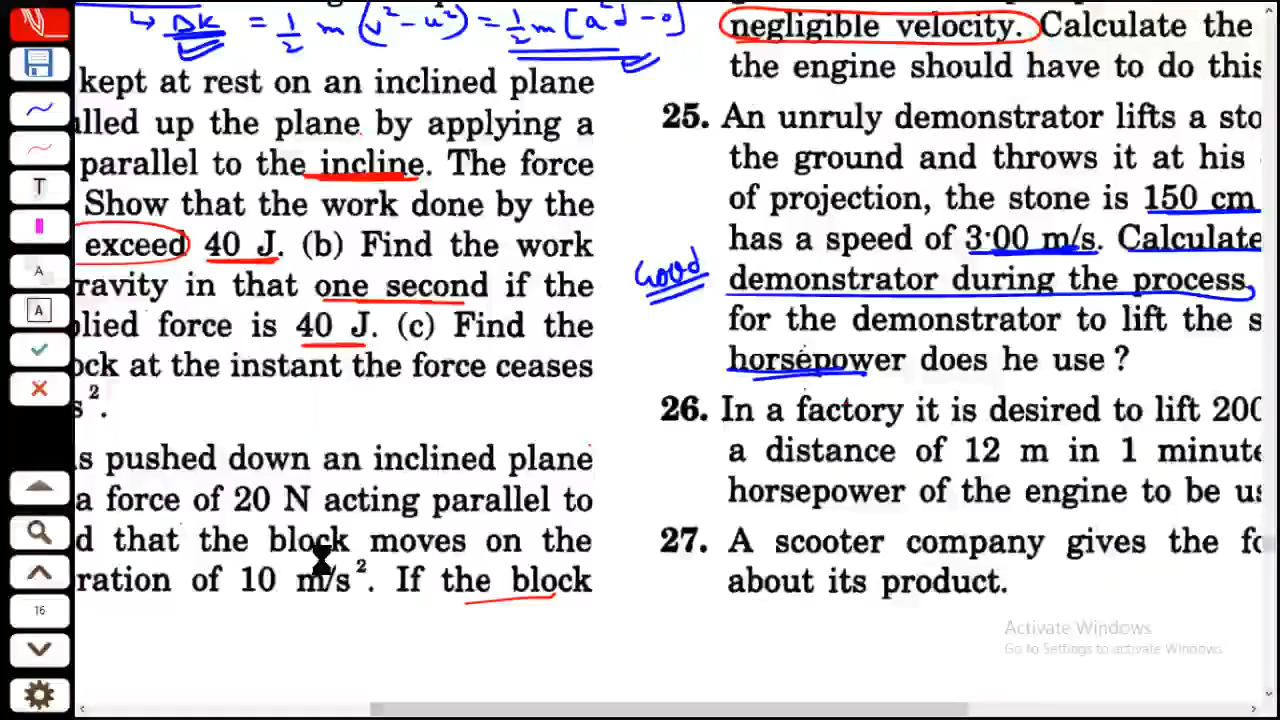 → ΔK = 1/2 m (v² - u²) = 1/2 m [a²d - 0]
kept at rest on an inclined plane
lled up the plane by applying a
parallel to the incline. The force
Show that the work done by the
exceed 40 J. (b) Find the work
ravity in that one second if the
plied force is 40 J. (c) Find the
ock at the instant the force ceases
s².
is pushed down an inclined plane
a force of 20 N acting parallel to
d that the block moves on the
ration of 10 m/s². If the block
negligible velocity. Calculate the
the engine should have to do this
25. An unruly demonstrator lifts a sto
the ground and throws it at his
of projection, the stone is 150 cm
has a speed of 3·00 m/s. Calculate
Good
demonstrator during the process,
for the demonstrator to lift the s
horsepower does he use ?
26. In a factory it is desired to lift 200
a distance of 12 m in 1 minute
horsepower of the engine to be us
27. A scooter company gives the fo
about its product.
T
A
A
16
Activate Windows
Go to Settings to activate Windows.